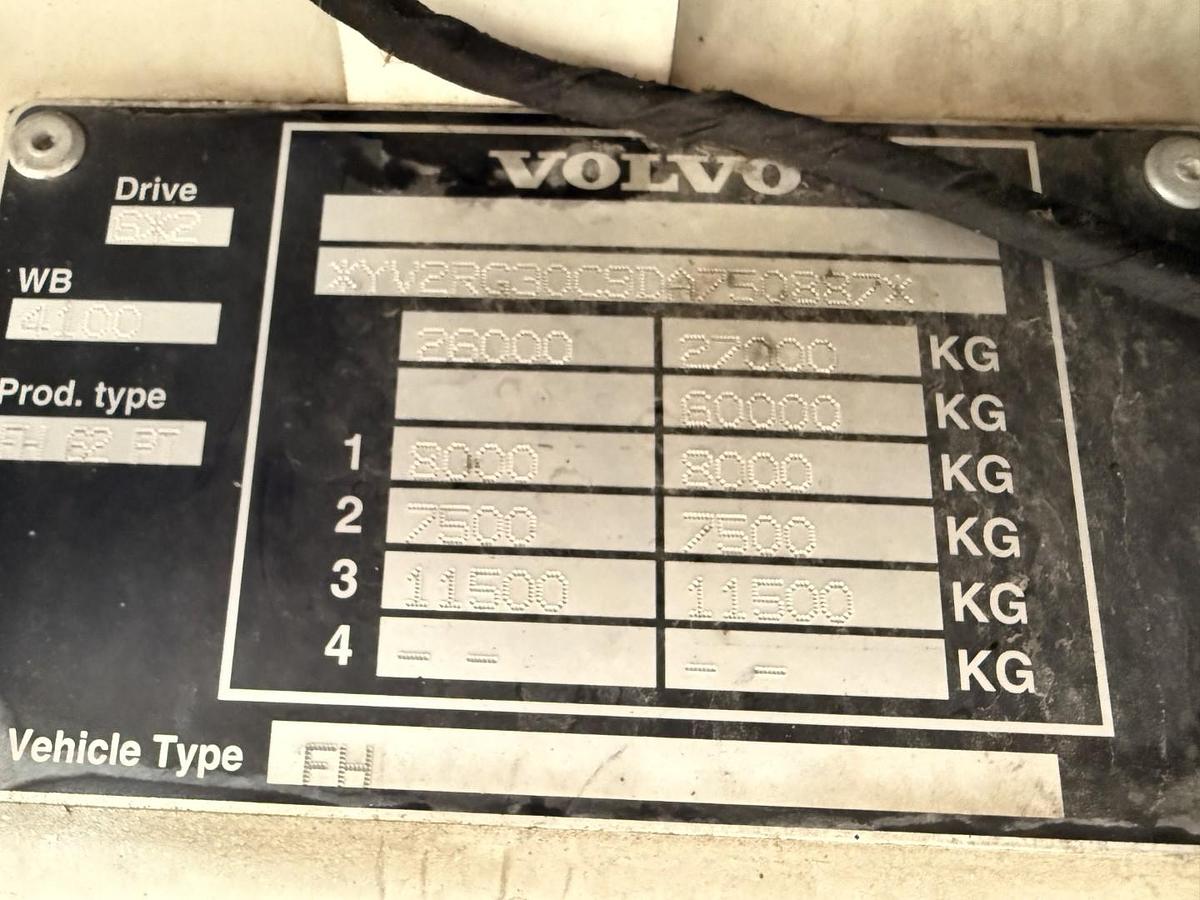 VOLVO
Drive
6X2
XYV2RG30C9DA750887X
WB
4100
28000 27000 KG
60000 KG
Prod. type
FH 62 BT
1 8000 8000 KG
2 7500 7500 KG
3 11500 11500 KG
4 -- -- KG
Vehicle Type FH